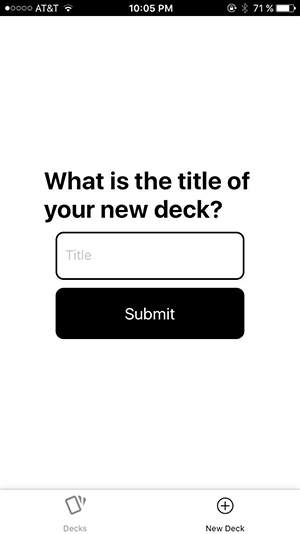 AT&T 10:05 PM 71 %
What is the title of
your new deck?
Title
Submit
Decks New Deck